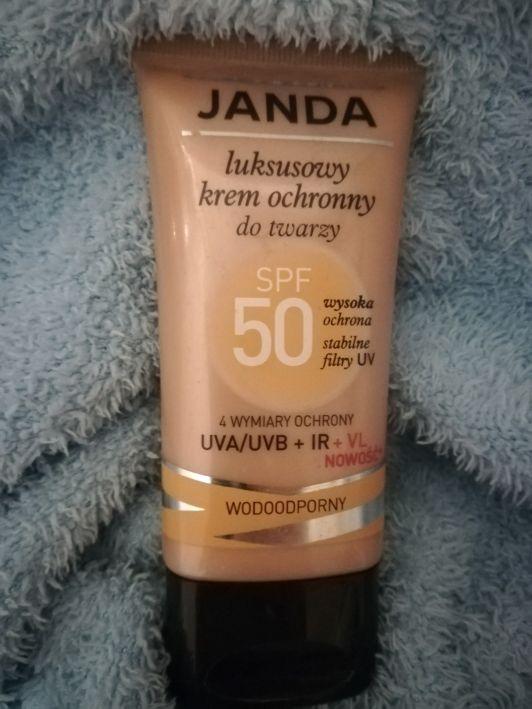 JANDA
luksusowy
krem ochronny
do twarzy
SPF
50
wysoka
ochrona
stabilne
filtry UV
4 WYMIARY OCHRONY
UVA/UVB + IR + VL
NOWOŚĆ
WODOODPORNY